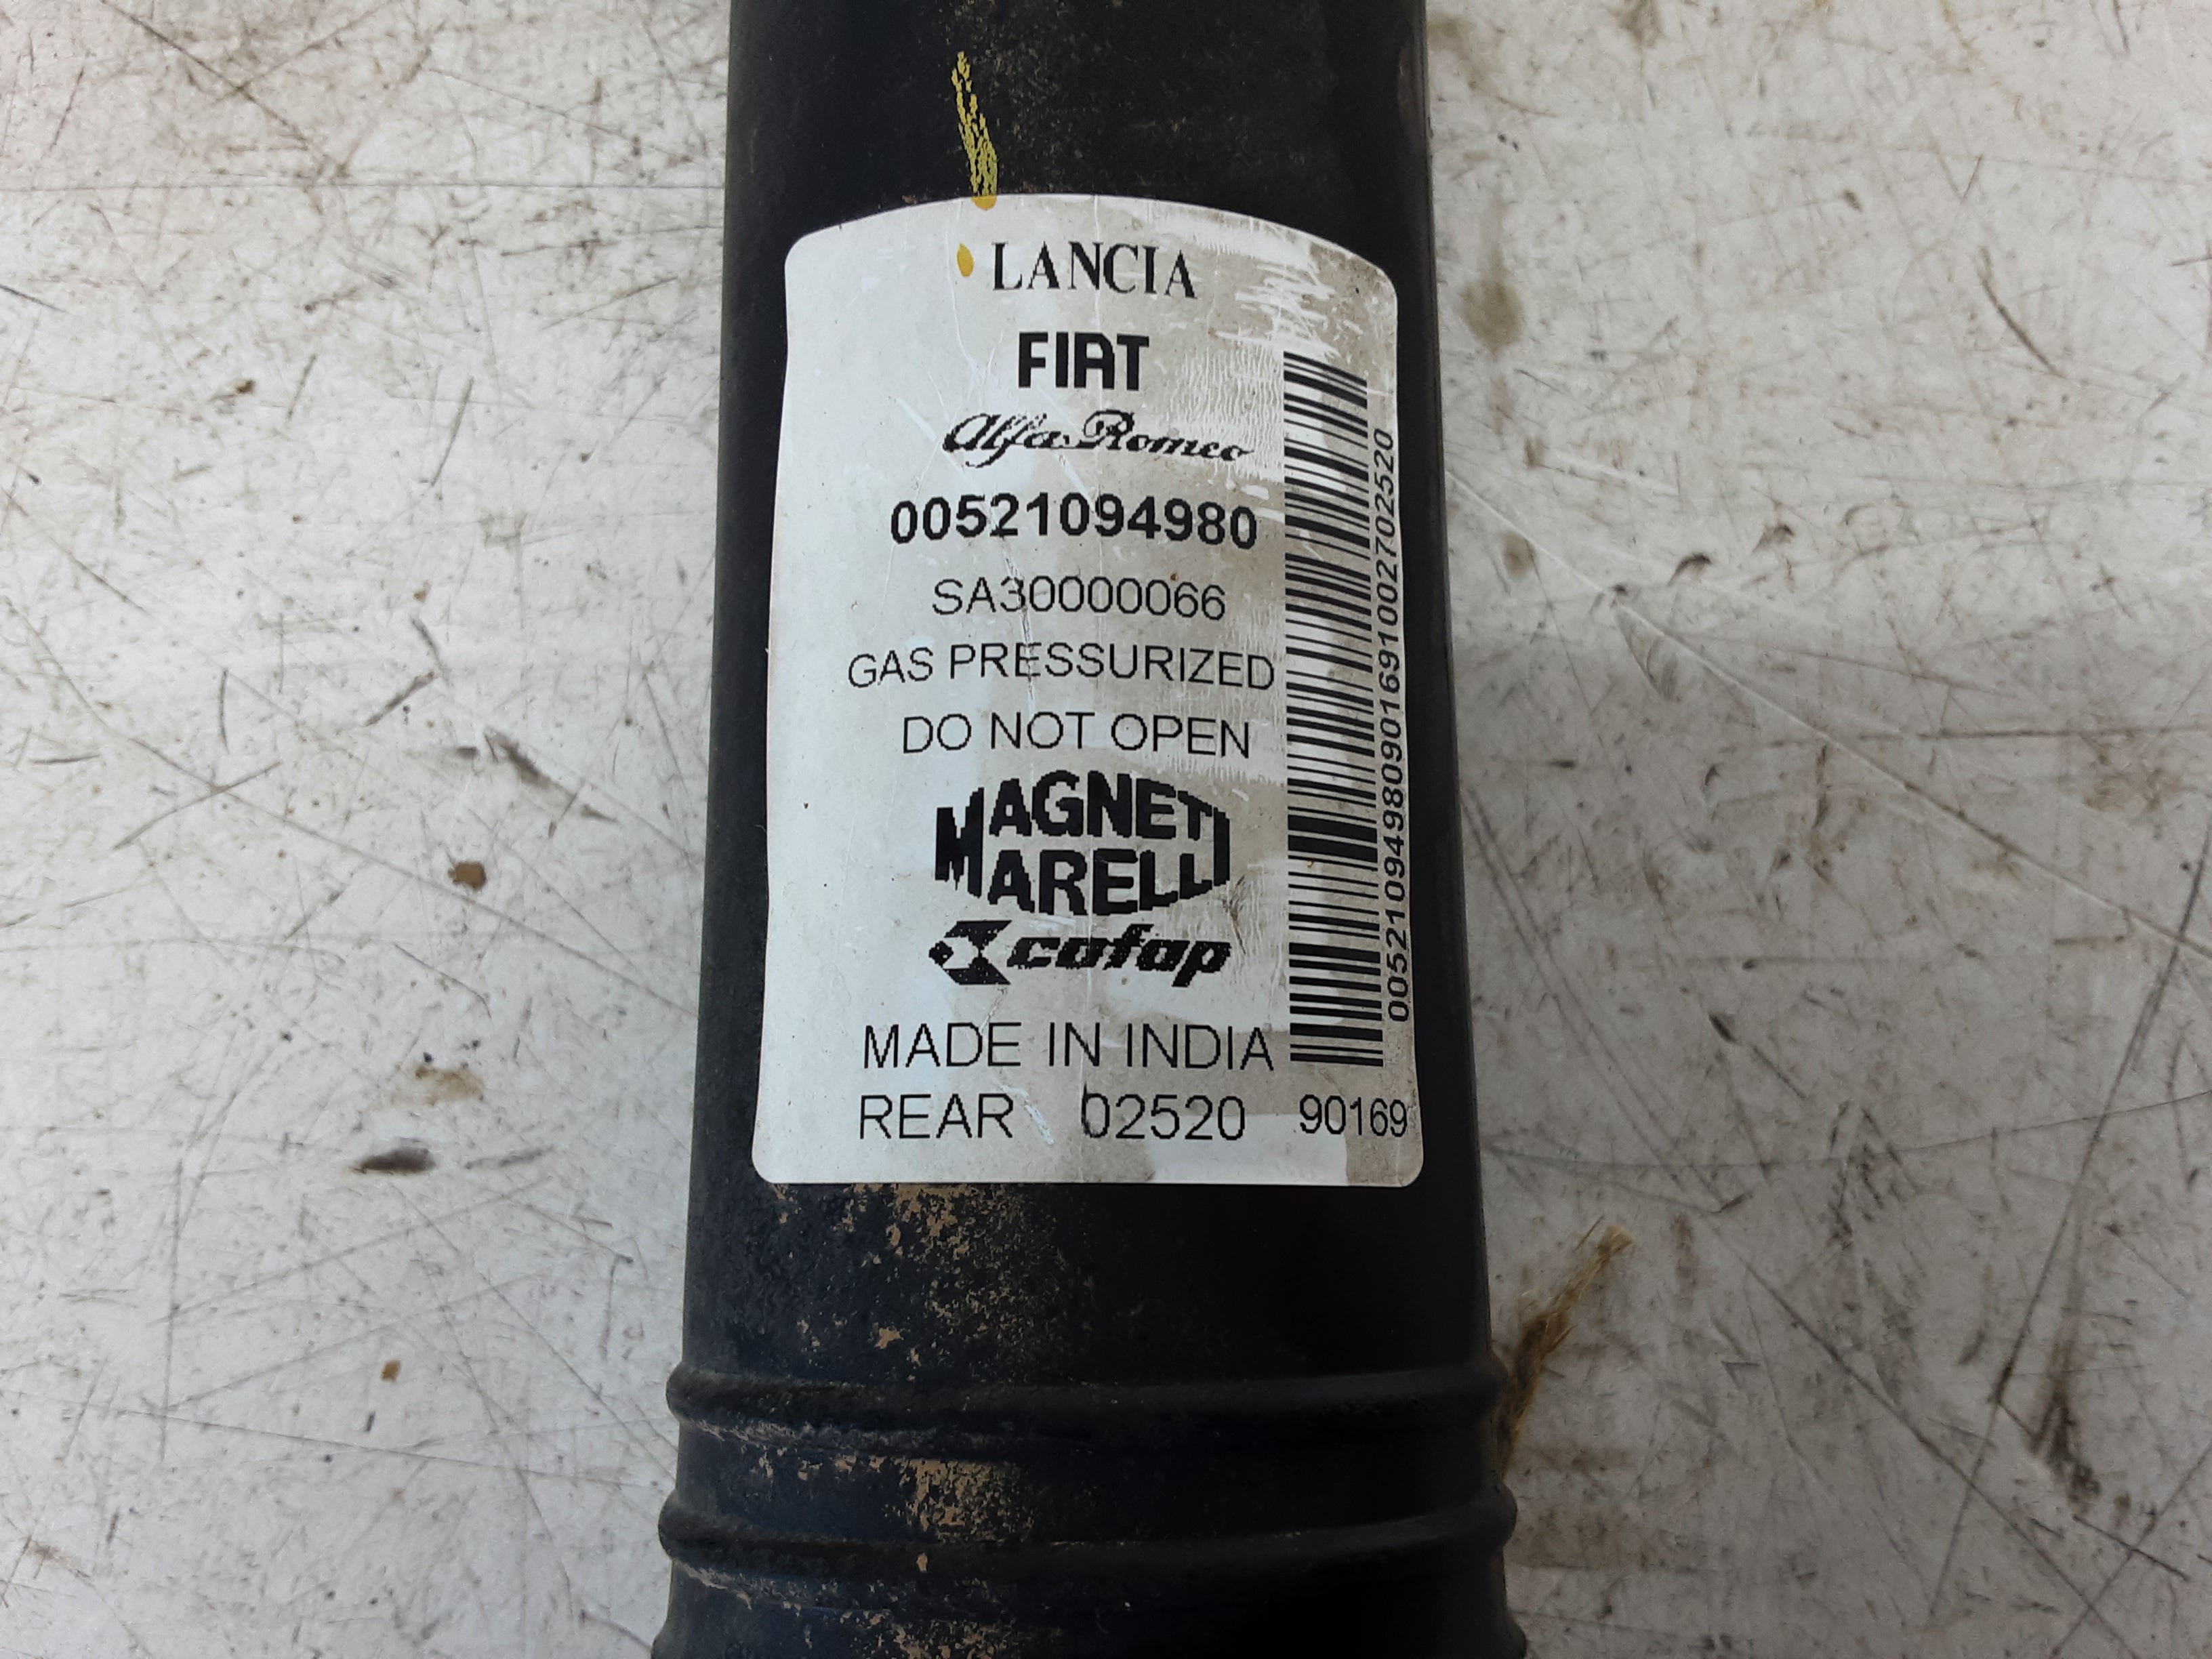 LANCIA
FIAT
Alfa Romeo
00521094980
SA30000066
GAS PRESSURIZED
DO NOT OPEN
MAGNETI
MARELLI
cofap
MADE IN INDIA
REAR 02520 90169
005210949809016910027702520